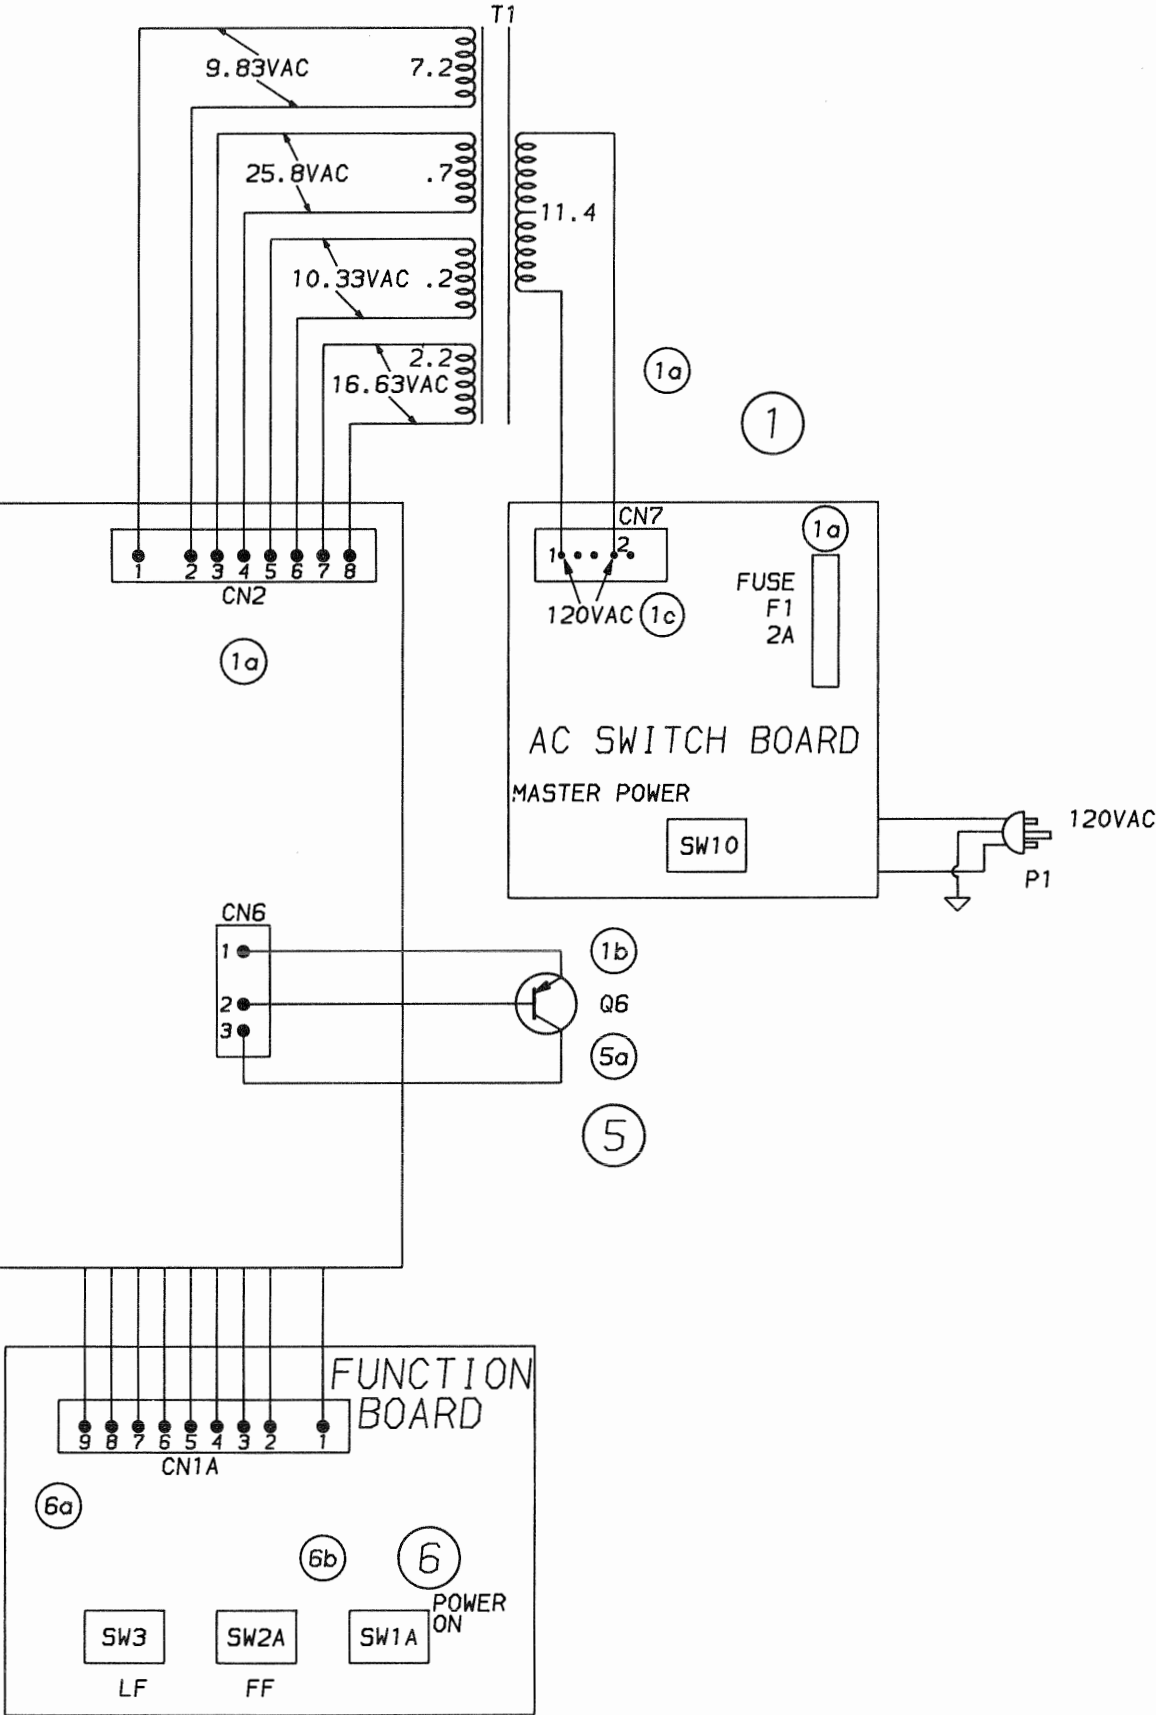 T1
9.83VAC 7.2
25.8VAC .7
11.4
10.33VAC .2
2.2
16.63VAC
1a
1
CN7
1 2
1a
1 2 3 4 5 6 7 8
CN2
120VAC 1c
FUSE
F1
2A
1a
AC SWITCH BOARD
MASTER POWER
SW10
120VAC
P1
CN6
1
2
3
1b
Q6
5a
5
FUNCTION
BOARD
9 8 7 6 5 4 3 2 1
CN1A
6a
6b
6
POWER
ON
SW3
SW2A
SW1A
LF
FF